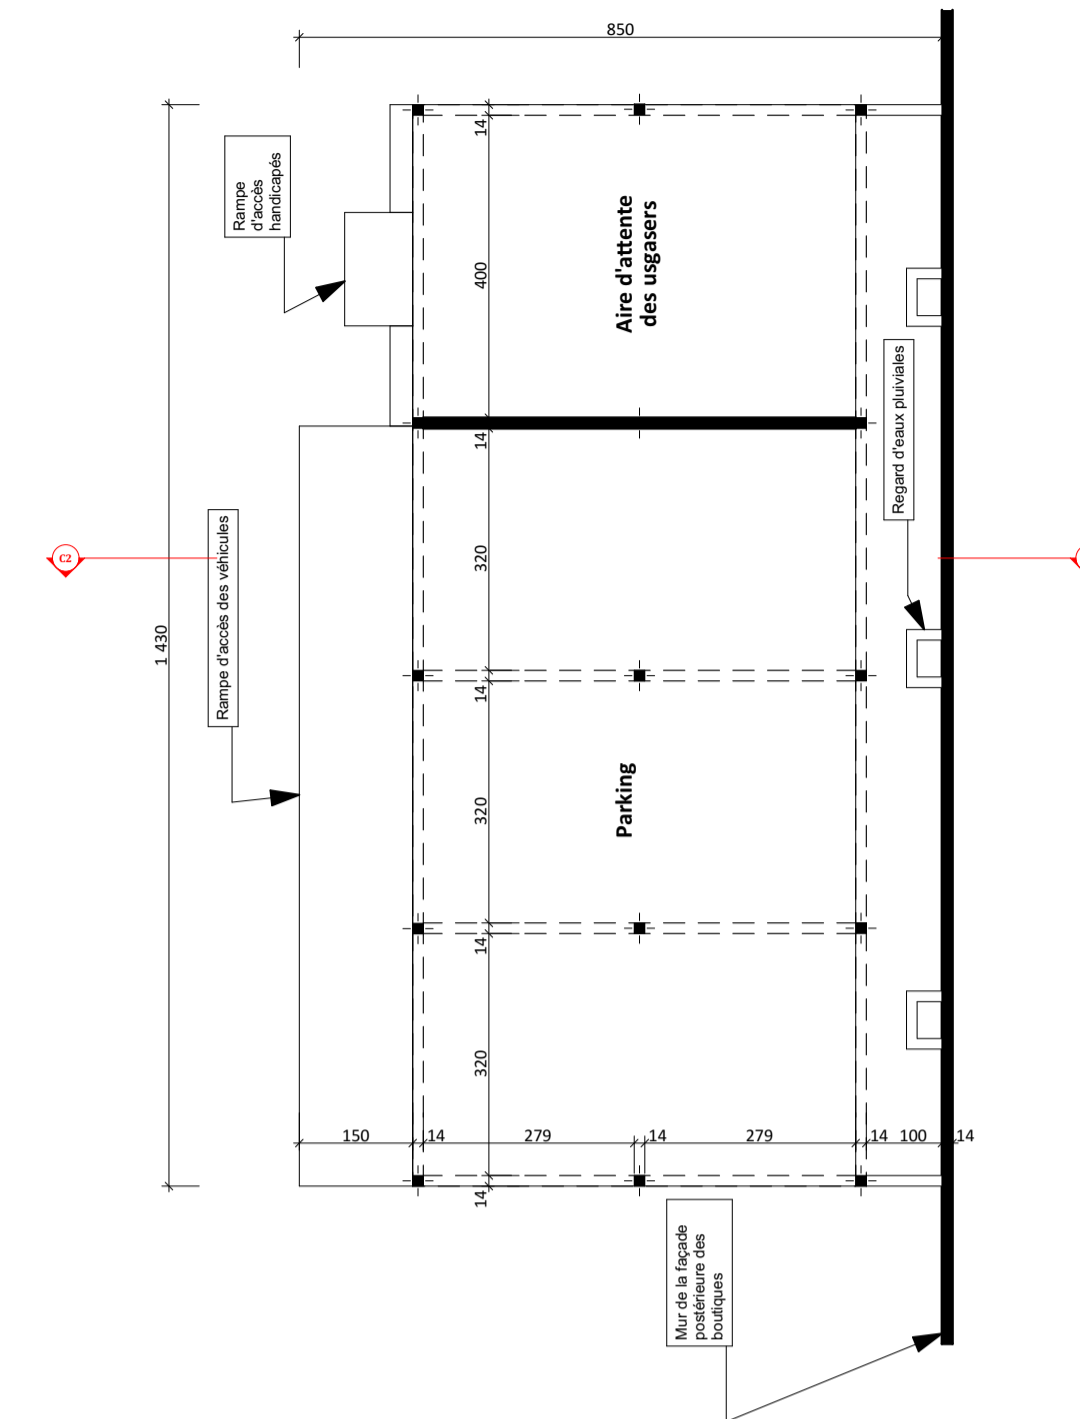 850
1 430
Rampe
d'accès
handicapés
14
400
Aire d'attente
des usgasers
14
Regard d'eaux pluiviales
Rampe d'accès des véhicules
C2
320
14
320
Parking
14
320
150
14
279
14
279
14
100
14
14
Mur de la façade
postérieure des
boutiques